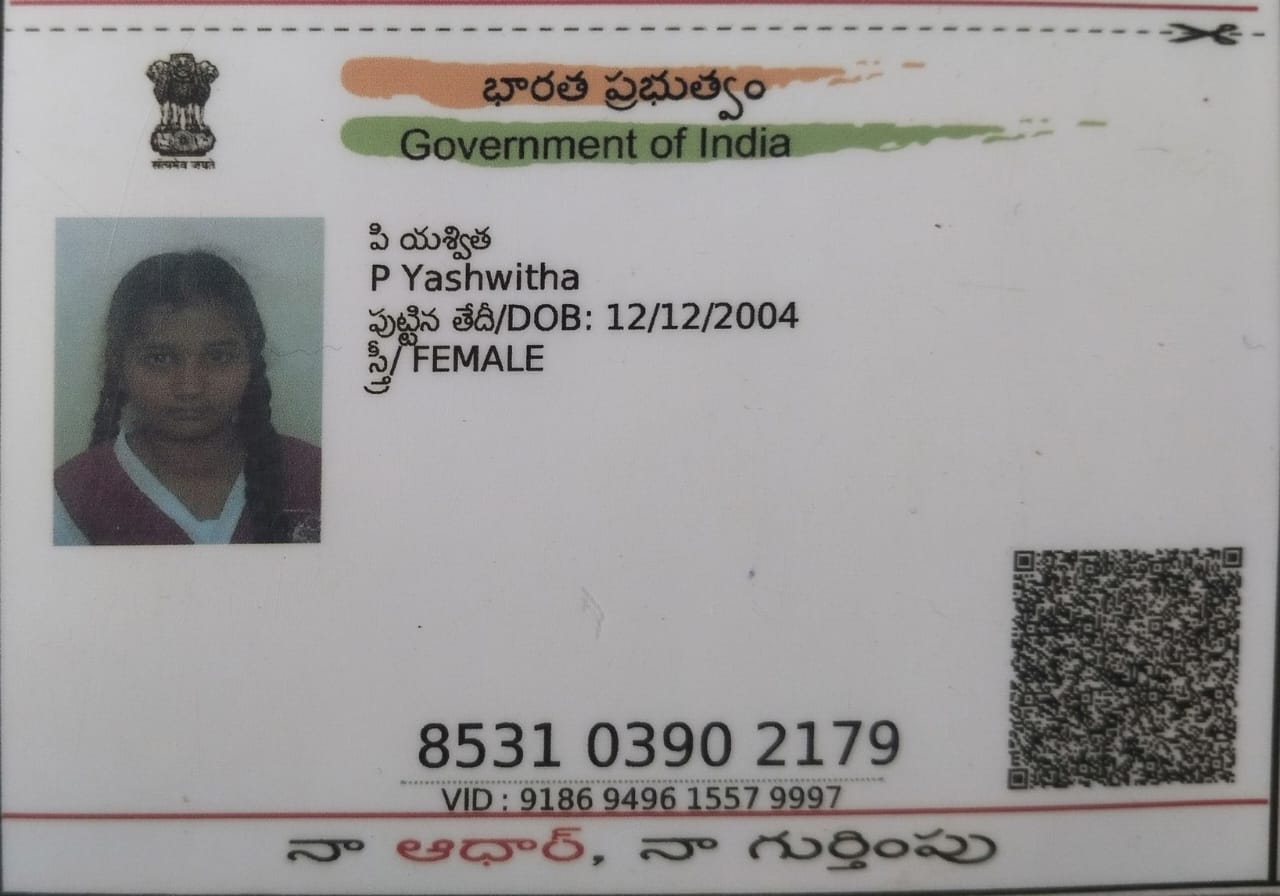 భారత ప్రభుత్వం
Government of India
सत्यमेव जयते
పి యశ్విత
P Yashwitha
పుట్టిన తేదీ/DOB: 12/12/2004
స్త్రీ/ FEMALE
8531 0390 2179
VID : 9186 9496 1557 9997
నా ఆధార్, నా గుర్తింపు